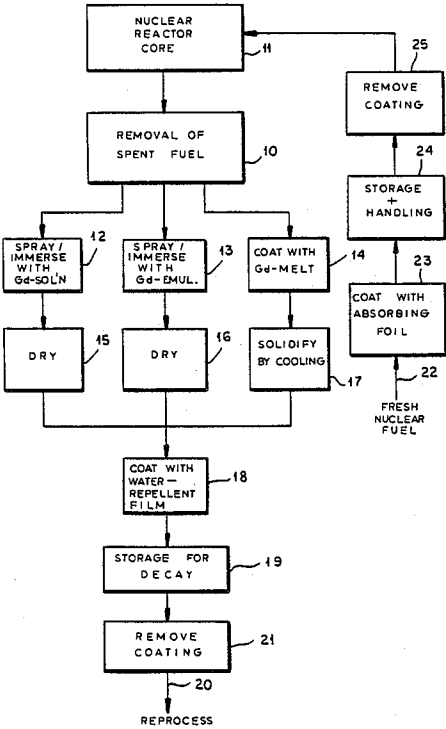 NUCLEAR
REACTOR
CORE
11
25
REMOVE
COATING
REMOVAL OF
SPENT FUEL
10
24
STORAGE
+
HANDLING
12
SPRAY/
IMMERSE
WITH
Gd-SOL'N
13
SPRAY/
IMMERSE
WITH
Gd-EMUL.
14
COAT WITH
Gd-MELT
23
COAT WITH
ABSORBING
FOIL
15
DRY
16
DRY
SOLIDIFY
BY COOLING
17
22
FRESH
NUCLEAR
FUEL
COAT WITH
WATER-
REPELLENT
FILM
18
STORAGE FOR
DECAY
19
REMOVE
COATING
21
20
REPROCESS